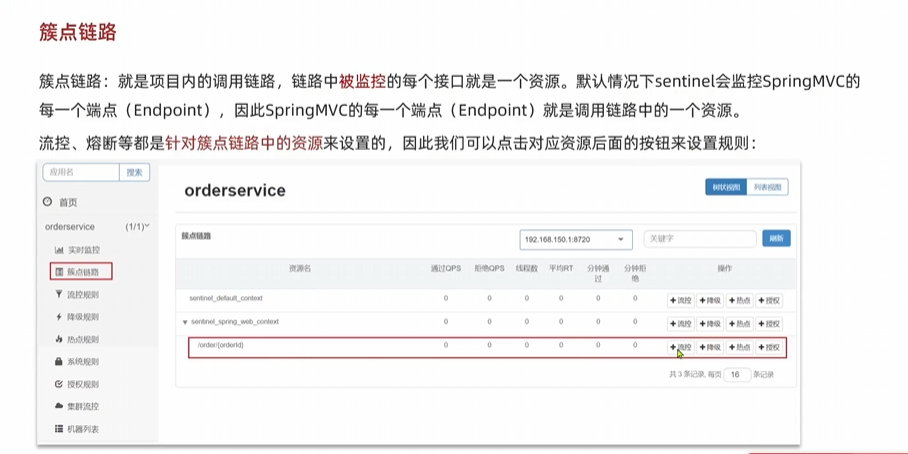 簇点链路
簇点链路：就是项目内的调用链路，链路中被监控的每个接口就是一个资源。默认情况下sentinel会监控SpringMVC的
每一个端点（Endpoint），因此SpringMVC的每一个端点（Endpoint）就是调用链路中的一个资源。
流控、熔断等都是针对簇点链路中的资源来设置的，因此我们可以点击对应资源后面的按钮来设置规则：
应用名 搜索
首页
orderservice (1/1)
实时监控
簇点链路
流控规则
降级规则
热点规则
系统规则
授权规则
集群流控
机器列表
orderservice
树状视图 列表视图
簇点链路 192.168.150.1:8720 关键字 刷新
资源名 通过QPS 拒绝QPS 线程数 平均RT 分钟通过 分钟拒绝 操作
sentinel_default_context 0 0 0 0 0 0 +流控 +降级 +热点 +授权
sentinel_spring_web_context 0 0 0 0 0 0 +流控 +降级 +热点 +授权
/order/{orderId} 0 0 0 0 0 0 +流控 +降级 +热点 +授权
共 3 条记录, 每页 16 条记录